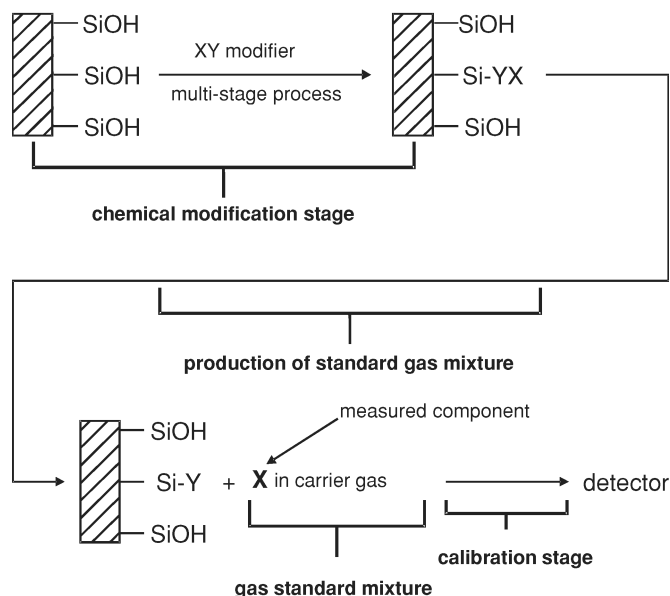 SiOH
SiOH
SiOH
XY modifier
multi-stage process
SiOH
Si-YX
SiOH
chemical modification stage
production of standard gas mixture
measured component
SiOH
Si-Y + X in carrier gas
SiOH
detector
calibration stage
gas standard mixture